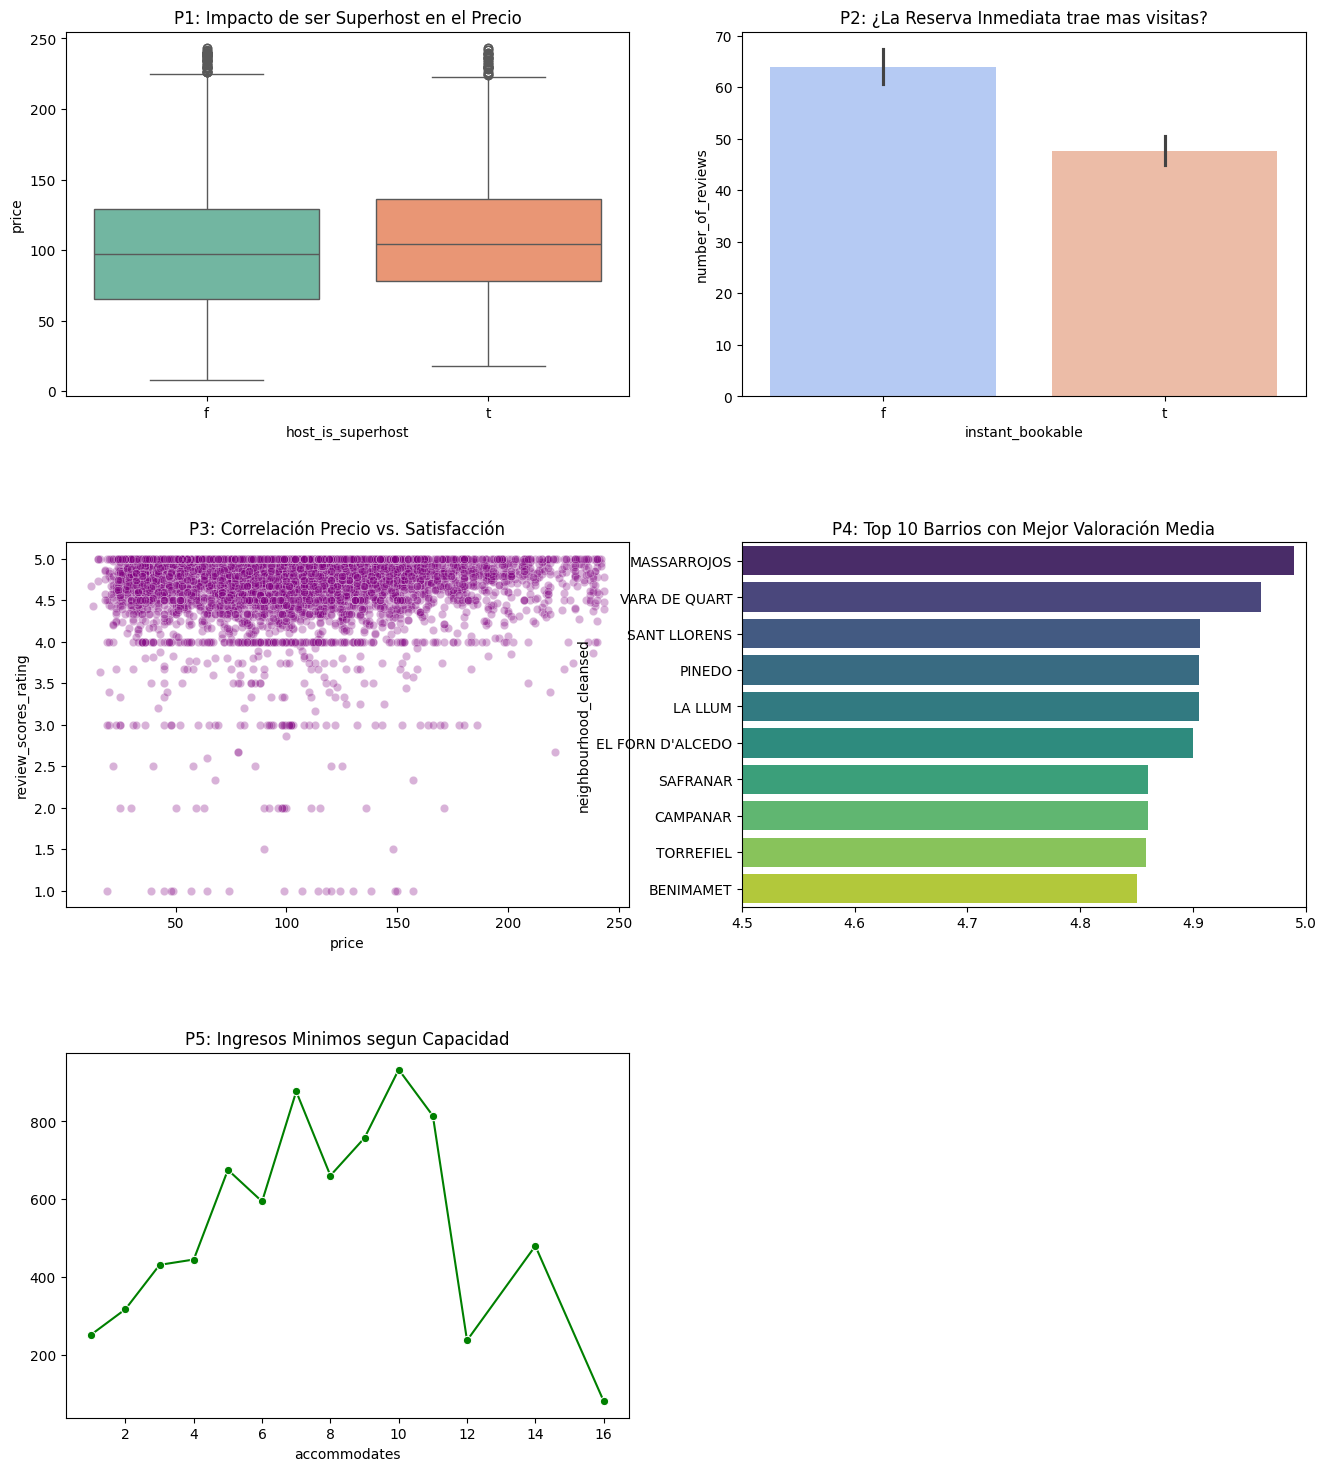 P1: Impacto de ser Superhost en el Precio
250
200
150
100
50
0
price
f
t
host_is_superhost
P2: ¿La Reserva Inmediata trae mas visitas?
70
60
50
40
30
20
10
0
number_of_reviews
f
t
instant_bookable
P3: Correlación Precio vs. Satisfacción
5.0
4.5
4.0
3.5
3.0
2.5
2.0
1.5
1.0
review_scores_rating
50
100
150
200
250
price
P4: Top 10 Barrios con Mejor Valoración Media
MASSARROJOS
VARA DE QUART
SANT LLORENS
PINEDO
LA LLUM
EL FORN D'ALCEDO
SAFRANAR
CAMPANAR
TORREFIEL
BENIMAMET
neighbourhood_cleansed
4.5
4.6
4.7
4.8
4.9
5.0
P5: Ingresos Minimos segun Capacidad
800
600
400
200
2
4
6
8
10
12
14
16
accommodates